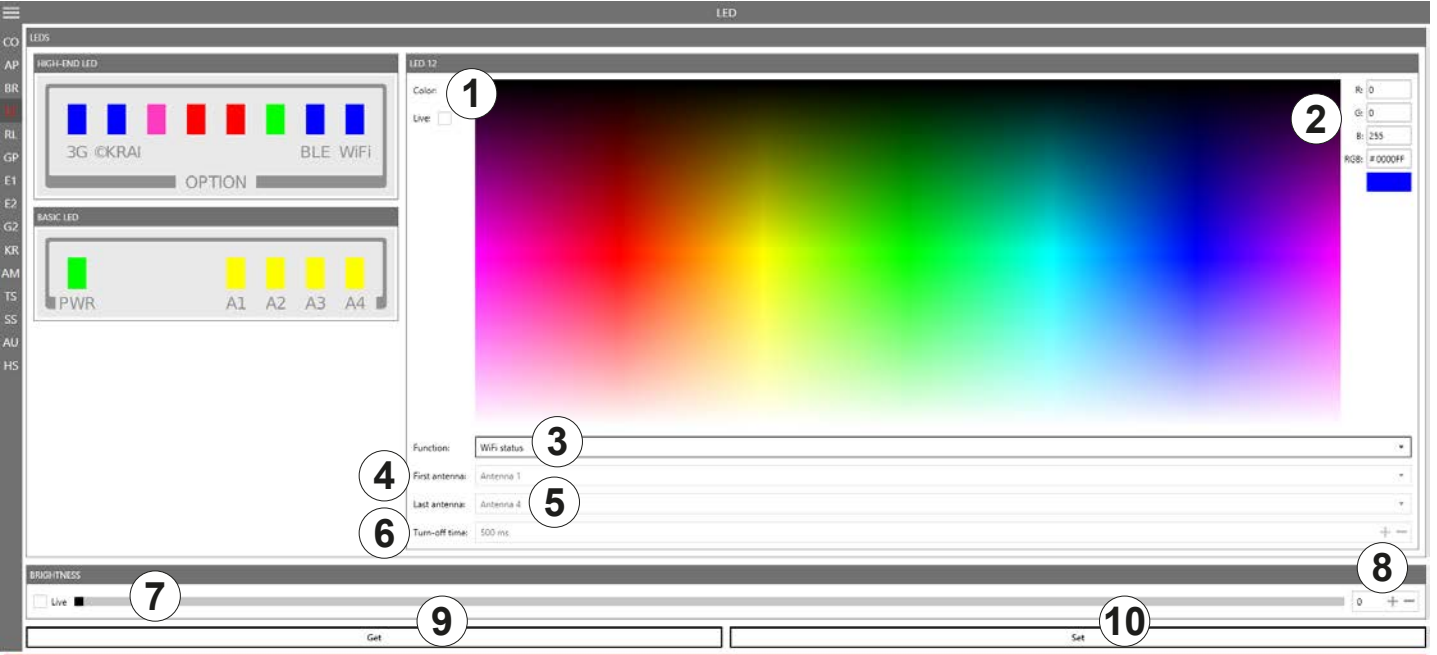 LED
CO
AP
BR
RL
GP
E1
E2
G2
KR
AM
TS
SS
AU
HS
LEDS
HIGH-END LED
3G ©KRAI BLE WiFi
OPTION
BASIC LED
PWR A1 A2 A3 A4
LED 12
Color:
1
Live:
2
R: 0
G: 0
B: 255
RGB: #0000FF
Function: WiFi status
3
4
First antenna: Antenna 1
Last antenna: Antenna 4
5
6
Turn-off time: 500 ms
+ −
BRIGHTNESS
8
Live
7
0 + −
9
Get
10
Set